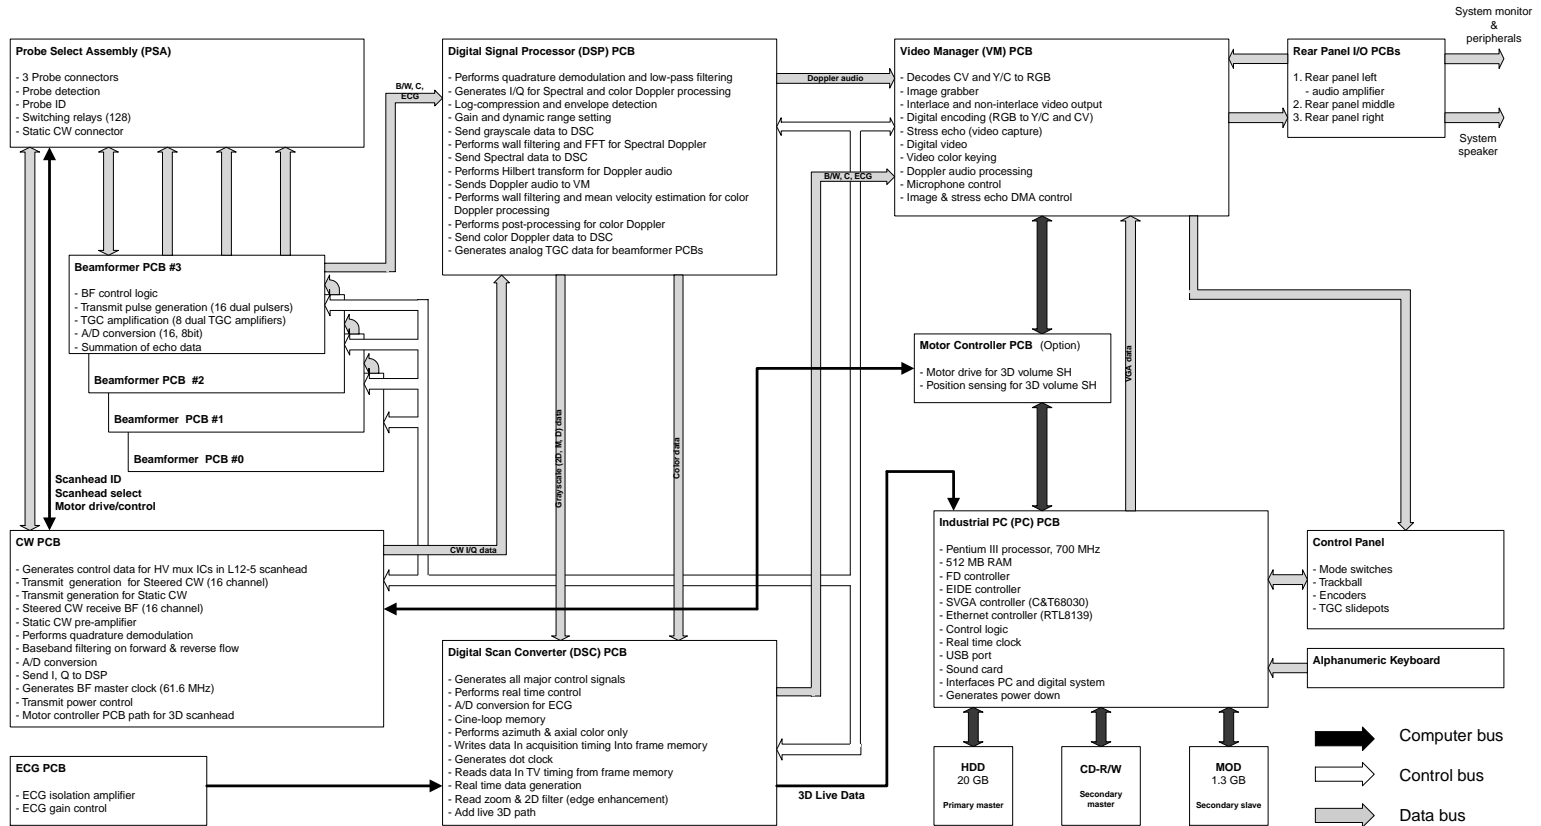 System monitor
&
peripherals
Probe Select Assembly (PSA)
- 3 Probe connectors
- Probe detection
- Probe ID
- Switching relays (128)
- Static CW connector
B/W, C,
ECG
Digital Signal Processor (DSP) PCB
- Performs quadrature demodulation and low-pass filtering
- Generates I/Q for Spectral and color Doppler processing
- Log-compression and envelope detection
- Gain and dynamic range setting
- Send grayscale data to DSC
- Performs wall filtering and FFT for Spectral Doppler
- Send Spectral data to DSC
- Performs Hilbert transform for Doppler audio
- Sends Doppler audio to VM
- Performs wall filtering and mean velocity estimation for color
Doppler processing
- Performs post-processing for color Doppler
- Send color Doppler data to DSC
- Generates analog TGC data for beamformer PCBs
Doppler audio
B/W, C, ECG
Video Manager (VM) PCB
- Decodes CV and Y/C to RGB
- Image grabber
- Interlace and non-interlace video output
- Digital encoding (RGB to Y/C and CV)
- Stress echo (video capture)
- Digital video
- Video color keying
- Doppler audio processing
- Microphone control
- Image & stress echo DMA control
Rear Panel I/O PCBs
1. Rear panel left
- audio amplifier
2. Rear panel middle
3. Rear panel right
System
speaker
Beamformer PCB #3
- BF control logic
- Transmit pulse generation (16 dual pulsers)
- TGC amplification (8 dual TGC amplifiers)
- A/D conversion (16, 8bit)
- Summation of echo data
Beamformer PCB #2
Beamformer PCB #1
Beamformer PCB #0
Scanhead ID
Scanhead select
Motor drive/control
Grayscale (2D, M, D) data
Color data
Motor Controller PCB (Option)
- Motor drive for 3D volume SH
- Position sensing for 3D volume SH
VGA data
CW PCB
- Generates control data for HV mux ICs in L12-5 scanhead
- Transmit generation for Steered CW (16 channel)
- Transmit generation for Static CW
- Steered CW receive BF (16 channel)
- Static CW pre-amplifier
- Performs quadrature demodulation
- Baseband filtering on forward & reverse flow
- A/D conversion
- Send I, Q to DSP
- Generates BF master clock (61.6 MHz)
- Transmit power control
- Motor controller PCB path for 3D scanhead
CW I/Q data
Industrial PC (PC) PCB
- Pentium III processor, 700 MHz
- 512 MB RAM
- FD controller
- EIDE controller
- SVGA controller (C&T68030)
- Ethernet controller (RTL8139)
- Control logic
- Real time clock
- USB port
- Sound card
- Interfaces PC and digital system
- Generates power down
Control Panel
- Mode switches
- Trackball
- Encoders
- TGC slidepots
Alphanumeric Keyboard
Digital Scan Converter (DSC) PCB
- Generates all major control signals
- Performs real time control
- A/D conversion for ECG
- Cine-loop memory
- Performs azimuth & axial color only
- Writes data In acquisition timing Into frame memory
- Generates dot clock
- Reads data In TV timing from frame memory
- Real time data generation
- Read zoom & 2D filter (edge enhancement)
- Add live 3D path
3D Live Data
ECG PCB
- ECG isolation amplifier
- ECG gain control
HDD
20 GB
Primary master
CD-R/W
Secondary
master
MOD
1.3 GB
Secondary slave
Computer bus
Control bus
Data bus